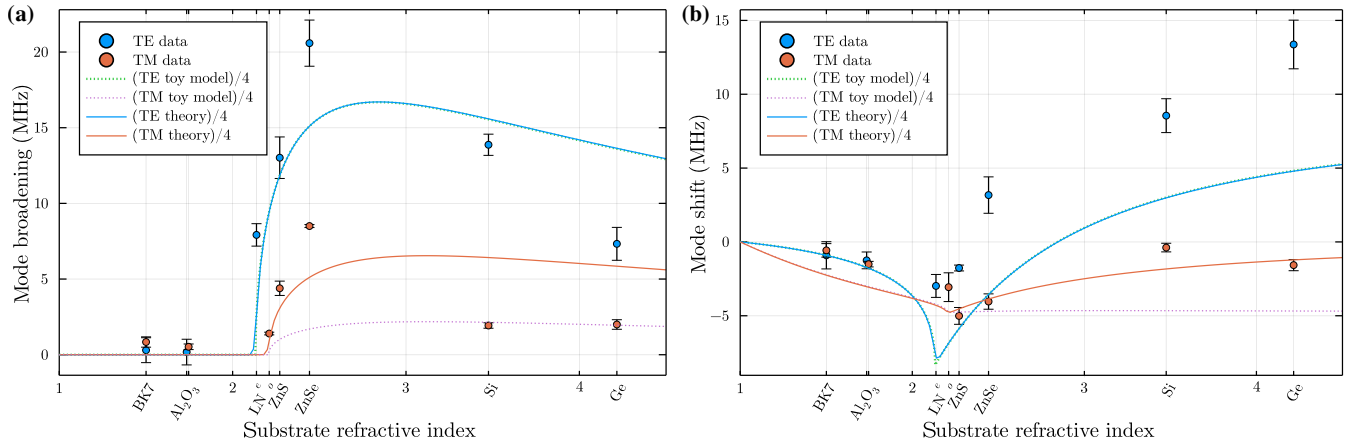 (a)
Mode broadening (MHz)
20
15
10
5
0
TE data
TM data
(TE toy model)/4
(TM toy model)/4
(TE theory)/4
(TM theory)/4
1
BK7
Al₂O₃
2
LNᵉ
o
ZnS
ZnSe
3
Si
4
Ge
Substrate refractive index
(b)
Mode shift (MHz)
15
10
5
0
−5
TE data
TM data
(TE toy model)/4
(TM toy model)/4
(TE theory)/4
(TM theory)/4
1
BK7
Al₂O₃
2
LNᵉ
o
ZnS
ZnSe
3
Si
4
Ge
Substrate refractive index